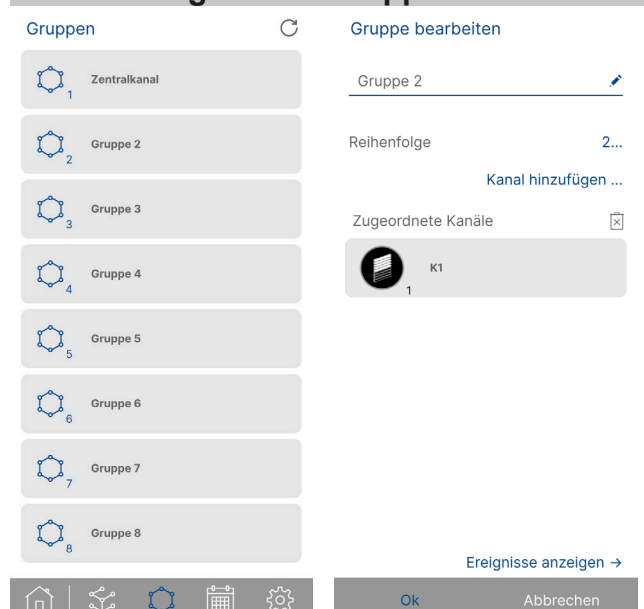 Gruppen
1 Zentralkanal
2 Gruppe 2
3 Gruppe 3
4 Gruppe 4
5 Gruppe 5
6 Gruppe 6
7 Gruppe 7
8 Gruppe 8
Gruppe bearbeiten
Gruppe 2
Reihenfolge 2...
Kanal hinzufügen ...
Zugeordnete Kanäle
1 K1
Ereignisse anzeigen →
Ok Abbrechen